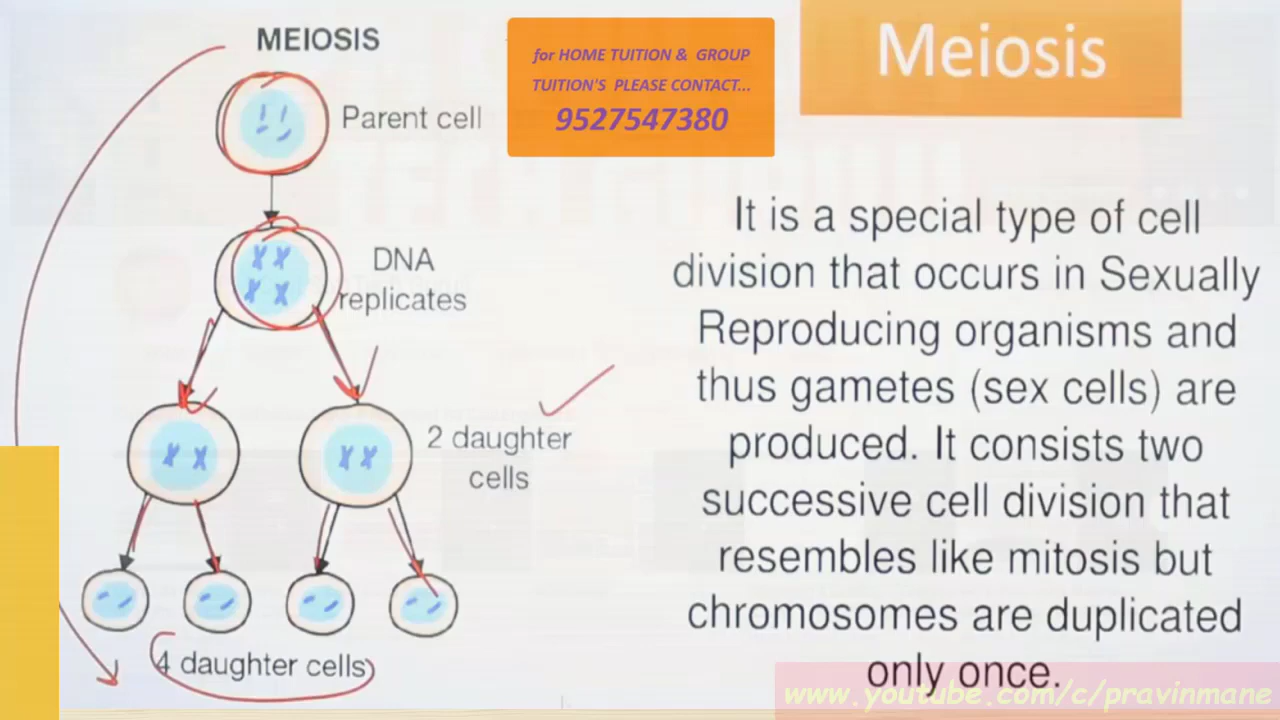 MEIOSIS
Parent cell
DNA
replicates
2 daughter
cells
4 daughter cells
for HOME TUITION & GROUP
TUITION'S PLEASE CONTACT...
9527547380
Meiosis
It is a special type of cell
division that occurs in Sexually
Reproducing organisms and
thus gametes (sex cells) are
produced. It consists two
successive cell division that
resembles like mitosis but
chromosomes are duplicated
only once.
www.youtube.com/c/pravinmane